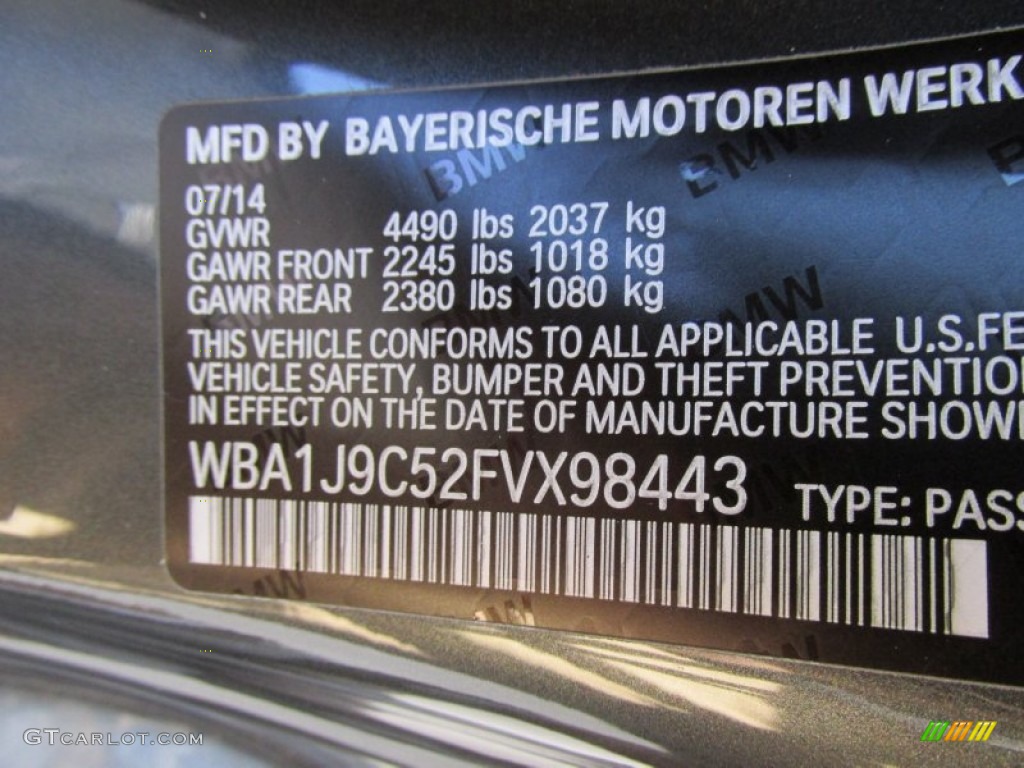 MFD BY BAYERISCHE MOTOREN WERK
07/14
GVWR 4490 lbs 2037 kg
GAWR FRONT 2245 lbs 1018 kg
GAWR REAR 2380 lbs 1080 kg
THIS VEHICLE CONFORMS TO ALL APPLICABLE U.S.FE
VEHICLE SAFETY, BUMPER AND THEFT PREVENTIO
IN EFFECT ON THE DATE OF MANUFACTURE SHOW
WBA1J9C52FVX98443 TYPE: PASS
GTCARLOT.COM